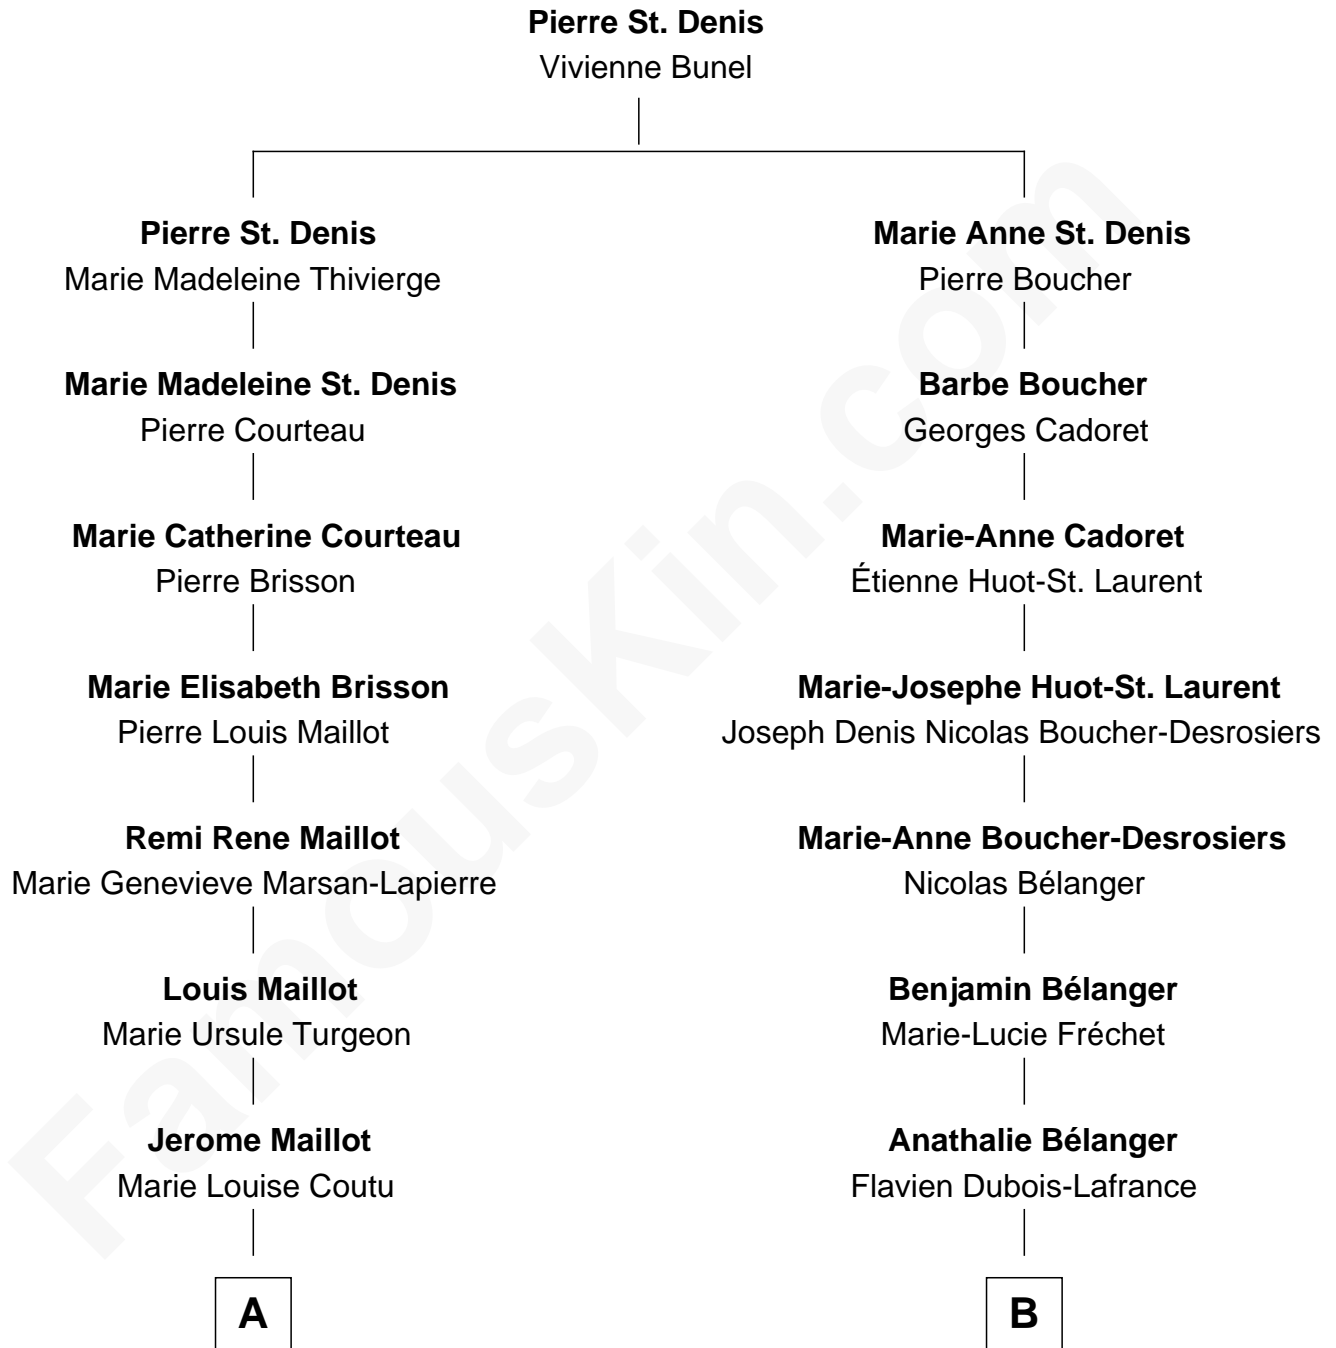 Pierre St. Denis
Vivienne Bunel
Pierre St. Denis
Marie Madeleine Thivierge
Marie Madeleine St. Denis
Pierre Courteau
Marie Catherine Courteau
Pierre Brisson
Marie Elisabeth Brisson
Pierre Louis Maillot
Remi Rene Maillot
Marie Genevieve Marsan-Lapierre
Louis Maillot
Marie Ursule Turgeon
Jerome Maillot
Marie Louise Coutu
A
Marie Anne St. Denis
Pierre Boucher
Barbe Boucher
Georges Cadoret
Marie-Anne Cadoret
Étienne Huot-St. Laurent
Marie-Josephe Huot-St. Laurent
Joseph Denis Nicolas Boucher-Desrosiers
Marie-Anne Boucher-Desrosiers
Nicolas Bélanger
Benjamin Bélanger
Marie-Lucie Fréchet
Anathalie Bélanger
Flavien Dubois-Lafrance
B
FamousKin.com